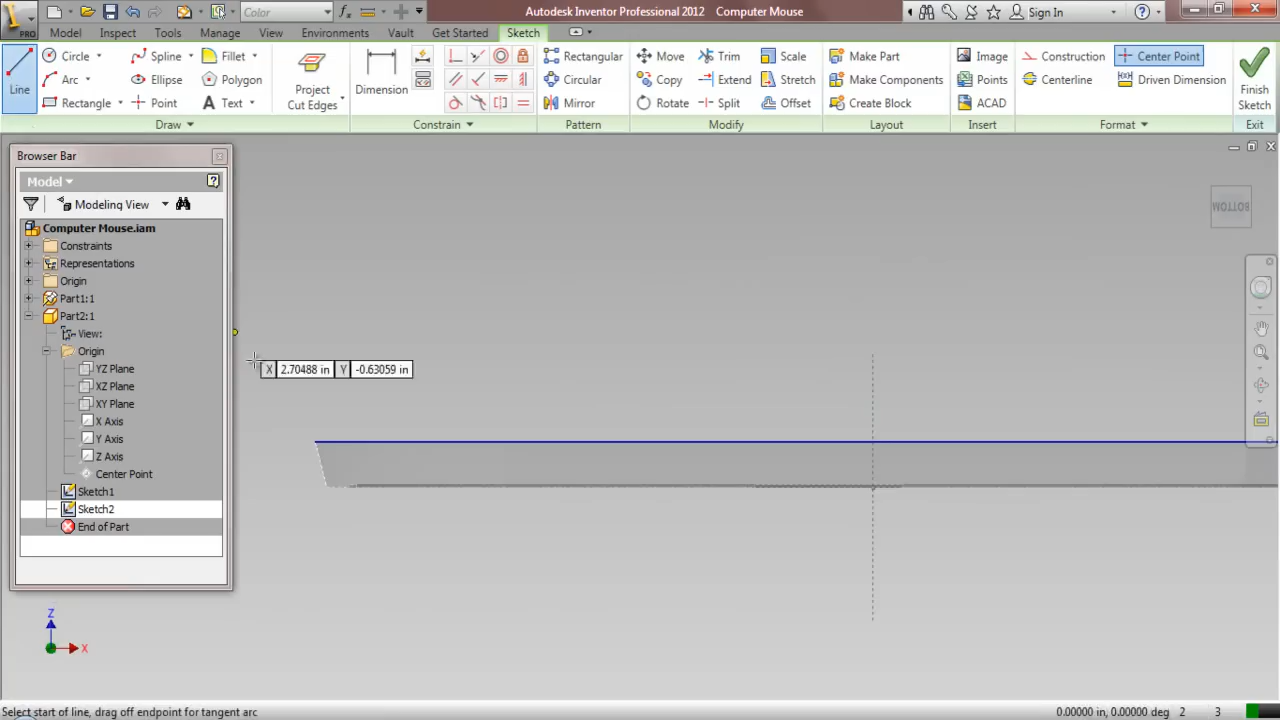 Color
Autodesk Inventor Professional 2012 Computer Mouse
Sign In
PRO
Model Inspect Tools Manage View Environments Vault Get Started Sketch
Line
Circle
Arc
Rectangle
Spline
Ellipse
Point
Fillet
Polygon
Text
Project
Cut Edges
Dimension
Rectangular
Circular
Mirror
Move
Copy
Rotate
Trim
Extend
Split
Scale
Stretch
Offset
Make Part
Make Components
Create Block
Image
Points
ACAD
Construction
Centerline
Center Point
Driven Dimension
Finish
Sketch
Draw
Constrain
Pattern
Modify
Layout
Insert
Format
Exit
Browser Bar
Model
Modeling View
Computer Mouse.iam
Constraints
Representations
Origin
Part1:1
Part2:1
View:
Origin
YZ Plane
XZ Plane
XY Plane
X Axis
Y Axis
Z Axis
Center Point
Sketch1
Sketch2
End of Part
BOTTOM
X 2.70488 in Y -0.63059 in
Z
X
Select start of line, drag off endpoint for tangent arc
0.00000 in, 0.00000 deg 2 3